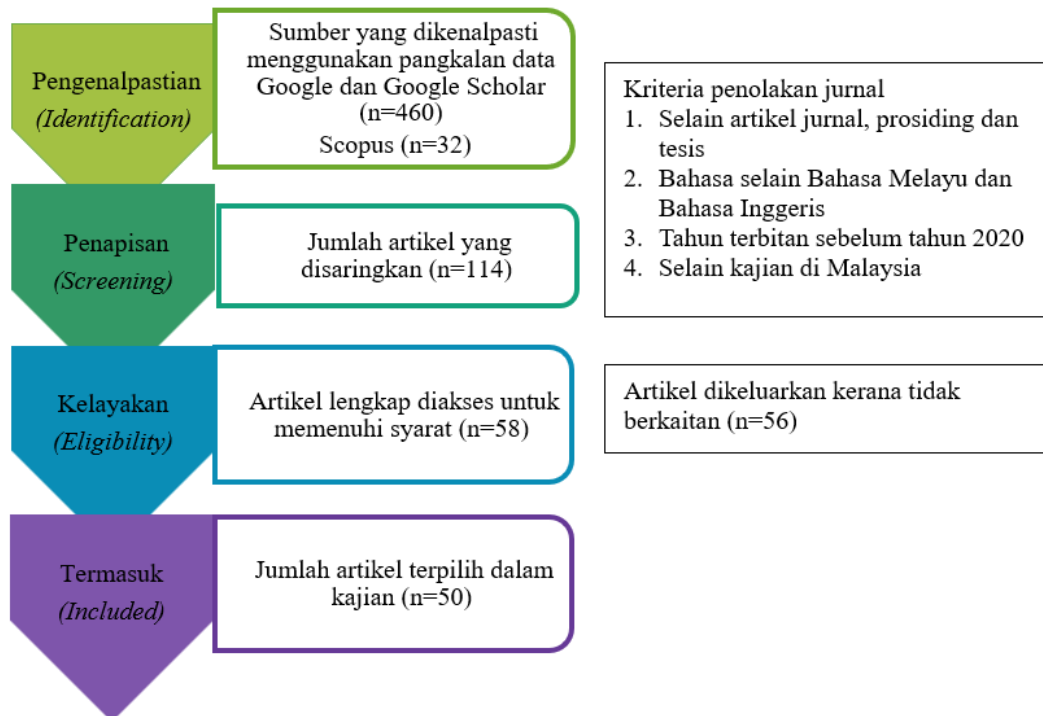 Pengenalpastian
(Identification)
Sumber yang dikenalpasti
menggunakan pangkalan data
Google dan Google Scholar
(n=460)
Scopus (n=32)
Kriteria penolakan jurnal
1. Selain artikel jurnal, prosiding dan
tesis
2. Bahasa selain Bahasa Melayu dan
Bahasa Inggeris
3. Tahun terbitan sebelum tahun 2020
4. Selain kajian di Malaysia
Penapisan
(Screening)
Jumlah artikel yang
disaringkan (n=114)
Kelayakan
(Eligibility)
Artikel lengkap diakses untuk
memenuhi syarat (n=58)
Artikel dikeluarkan kerana tidak
berkaitan (n=56)
Termasuk
(Included)
Jumlah artikel terpilih dalam
kajian (n=50)